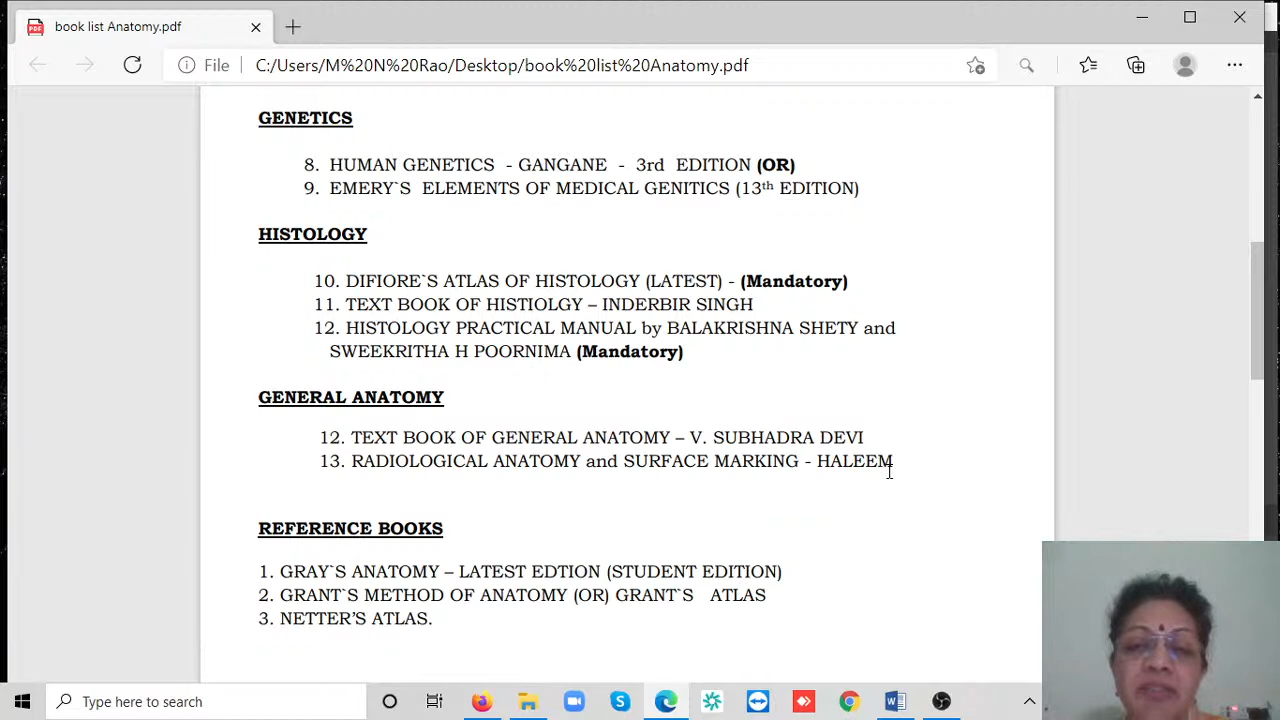 book list Anatomy.pdf
File
C:/Users/M%20N%20Rao/Desktop/book%20list%20Anatomy.pdf
GENETICS
8. HUMAN GENETICS - GANGANE - 3rd EDITION (OR)
9. EMERY`S ELEMENTS OF MEDICAL GENITICS (13th EDITION)
HISTOLOGY
10. DIFIORE`S ATLAS OF HISTOLOGY (LATEST) - (Mandatory)
11. TEXT BOOK OF HISTIOLGY – INDERBIR SINGH
12. HISTOLOGY PRACTICAL MANUAL by BALAKRISHNA SHETY and
SWEEKRITHA H POORNIMA (Mandatory)
GENERAL ANATOMY
12. TEXT BOOK OF GENERAL ANATOMY – V. SUBHADRA DEVI
13. RADIOLOGICAL ANATOMY and SURFACE MARKING - HALEEM
REFERENCE BOOKS
1. GRAY`S ANATOMY – LATEST EDTION (STUDENT EDITION)
2. GRANT`S METHOD OF ANATOMY (OR) GRANT`S ATLAS
3. NETTER’S ATLAS.
Type here to search